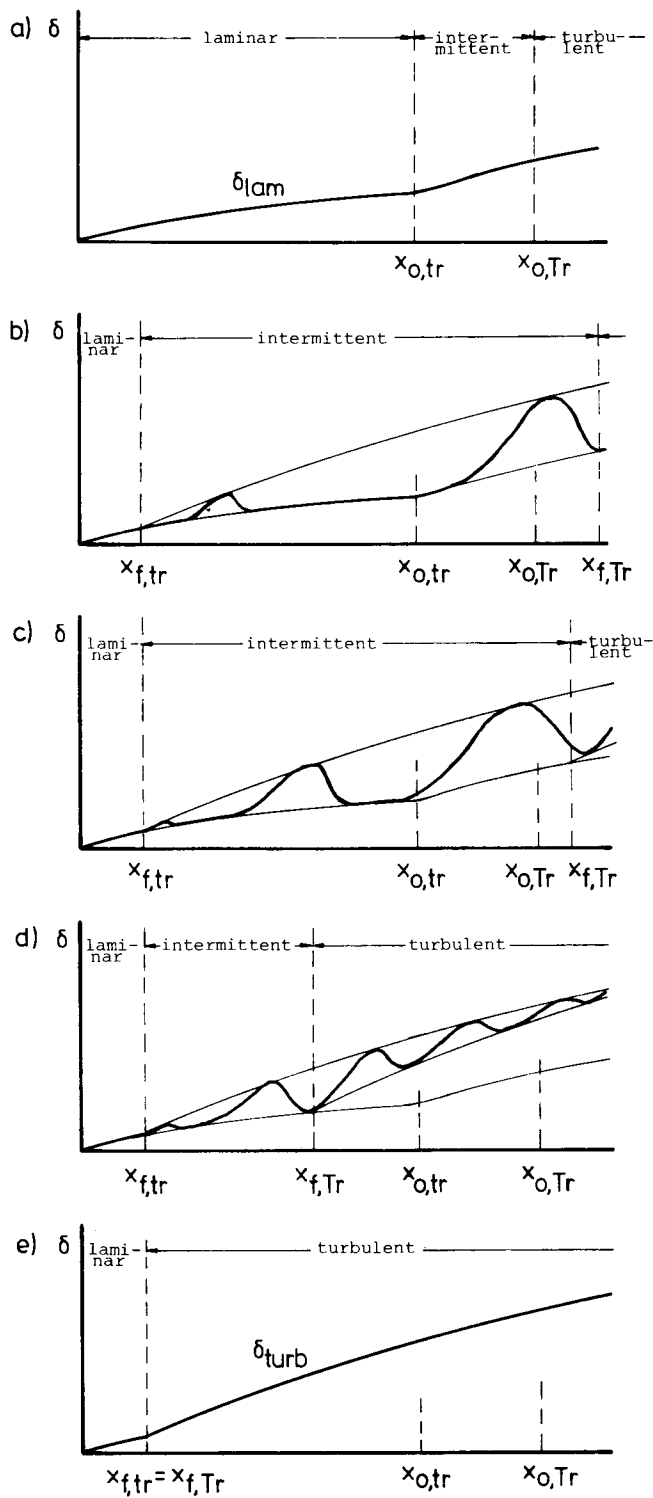 a) δ
laminar
inter-
mittent
turbu-
lent
δlam
xo,tr
xo,Tr
b) δ
lami-
nar
intermittent
xf,tr
xo,tr
xo,Tr
xf,Tr
c) δ
lami-
nar
intermittent
turbu-
lent
xf,tr
xo,tr
xo,Tr
xf,Tr
d) δ
lami-
nar
intermittent
turbulent
xf,tr
xf,Tr
xo,tr
xo,Tr
e) δ
lami-
nar
turbulent
δturb
xf,tr = xf,Tr
xo,tr
xo,Tr